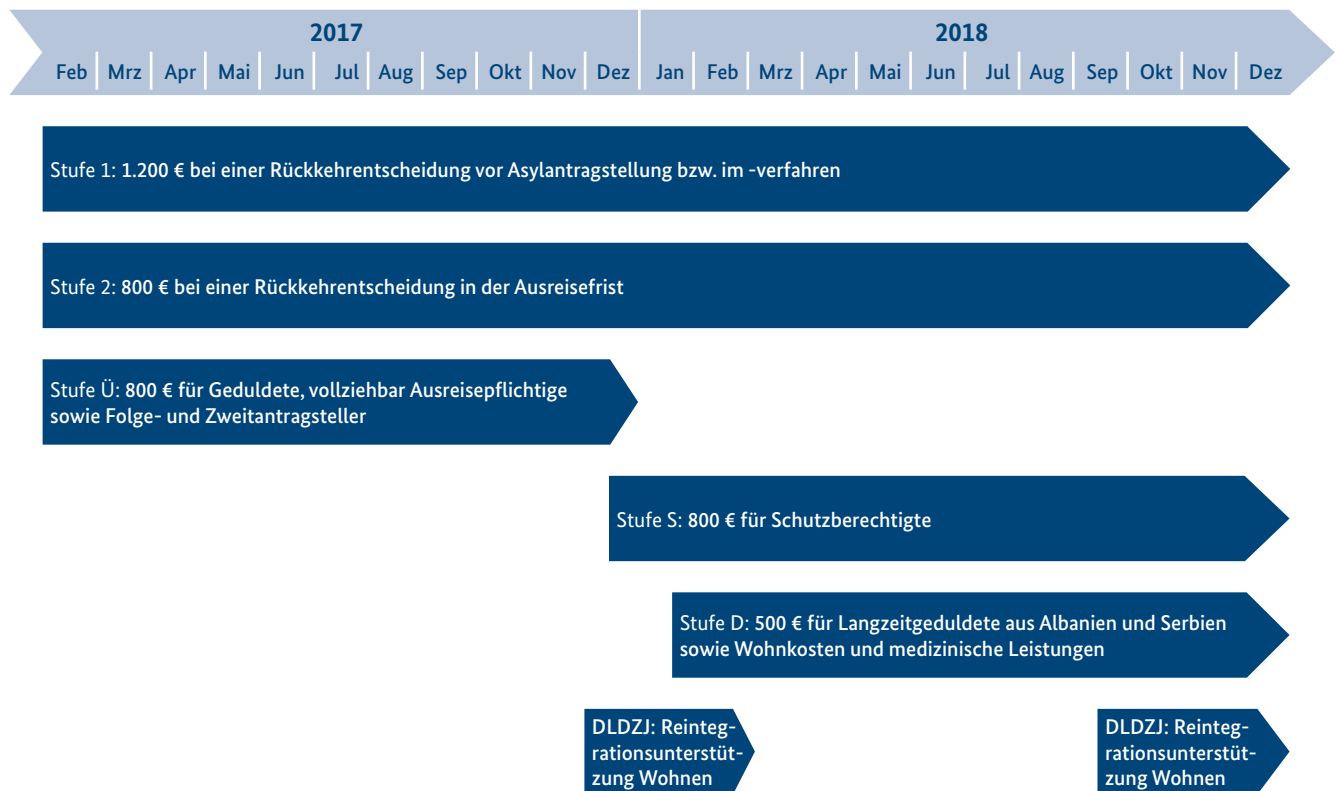 2017
2018
Feb Mrz Apr Mai Jun Jul Aug Sep Okt Nov Dez Jan Feb Mrz Apr Mai Jun Jul Aug Sep Okt Nov Dez
Stufe 1: 1.200 € bei einer Rückkehrentscheidung vor Asylantragstellung bzw. im -verfahren
Stufe 2: 800 € bei einer Rückkehrentscheidung in der Ausreisefrist
Stufe Ü: 800 € für Geduldete, vollziehbar Ausreisepflichtige
sowie Folge- und Zweitantragsteller
Stufe S: 800 € für Schutzberechtigte
Stufe D: 500 € für Langzeitgeduldete aus Albanien und Serbien
sowie Wohnkosten und medizinische Leistungen
DLDZJ: Reinteg-
rationsunterstüt-
zung Wohnen
DLDZJ: Reinteg-
rationsunterstüt-
zung Wohnen